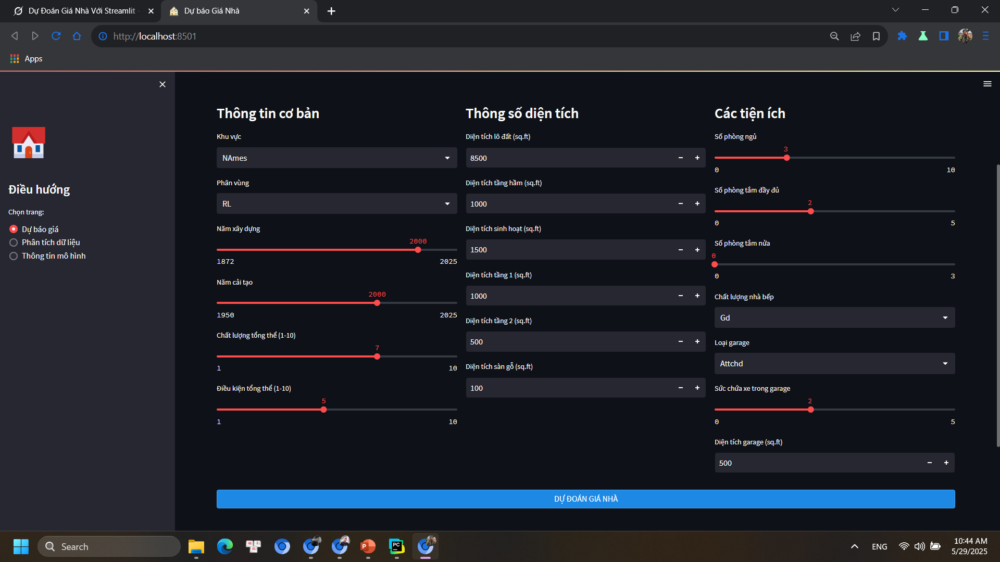 Dự Đoán Giá Nhà Với Streamlit -
Dự báo Giá Nhà
http://localhost:8501
Apps
Điều hướng
Chọn trang:
Dự báo giá
Phân tích dữ liệu
Thông tin mô hình
Thông tin cơ bản
Khu vực
NAmes
Phân vùng
RL
Năm xây dựng
2000
1872 2025
Năm cải tạo
2000
1950 2025
Chất lượng tổng thể (1-10)
7
1 10
Điều kiện tổng thể (1-10)
5
1 10
Thông số diện tích
Diện tích lô đất (sq.ft)
8500
Diện tích tầng hầm (sq.ft)
1000
Diện tích sinh hoạt (sq.ft)
1500
Diện tích tầng 1 (sq.ft)
1000
Diện tích tầng 2 (sq.ft)
500
Diện tích sàn gỗ (sq.ft)
100
Các tiện ích
Số phòng ngủ
3
0 10
Số phòng tắm đầy đủ
2
0 5
Số phòng tắm nửa
0
0 3
Chất lượng nhà bếp
Gd
Loại garage
Attchd
Sức chứa xe trong garage
2
0 5
Diện tích garage (sq.ft)
500
DỰ ĐOÁN GIÁ NHÀ
Search
PC
P
ENG
10:44 AM
5/29/2025